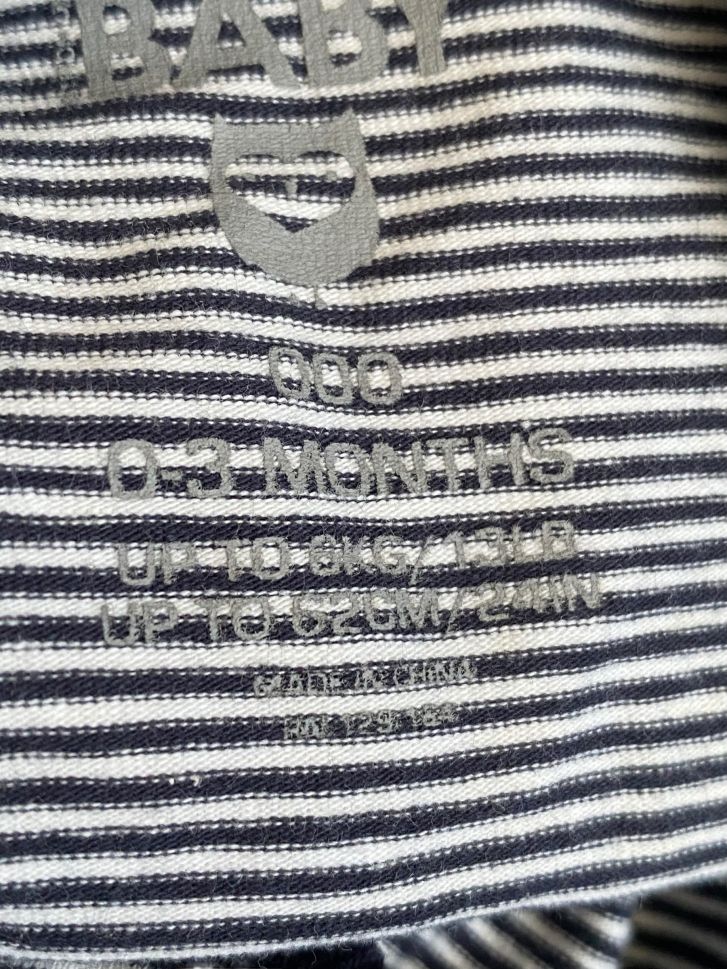 BABY
000
0-3 MONTHS
UP TO 6KG/13LB
UP TO 62CM/24IN
MADE IN CHINA